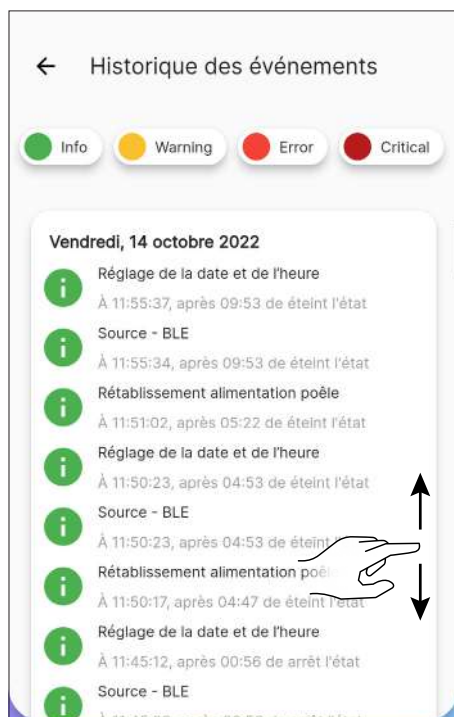 Historique des événements
Info Warning Error Critical
Vendredi, 14 octobre 2022
Réglage de la date et de l'heure
À 11:55:37, après 09:53 de éteint l'état
Source - BLE
À 11:55:34, après 09:53 de éteint l'état
Rétablissement alimentation poêle
À 11:51:02, après 05:22 de éteint l'état
Réglage de la date et de l'heure
À 11:50:23, après 04:53 de éteint l'état
Source - BLE
À 11:50:23, après 04:53 de éteint
Rétablissement alimentation
À 11:50:17, après 04:47 de éteint l'état
Réglage de la date et de l'heure
À 11:45:12, après 00:56 de arrêt l'état
Source - BLE